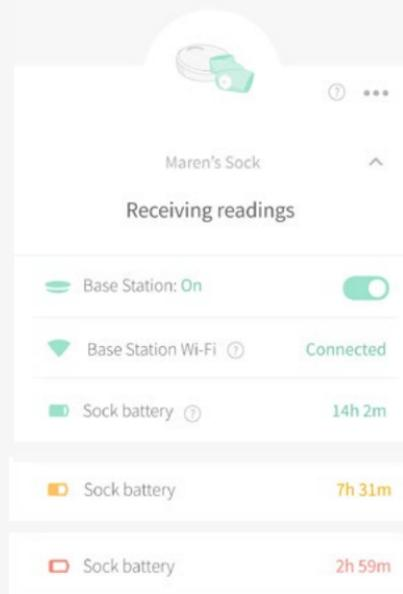 Maren's Sock
Receiving readings
Base Station: On
Base Station Wi-Fi ? Connected
Sock battery ? 14h 2m
Sock battery 7h 31m
Sock battery 2h 59m